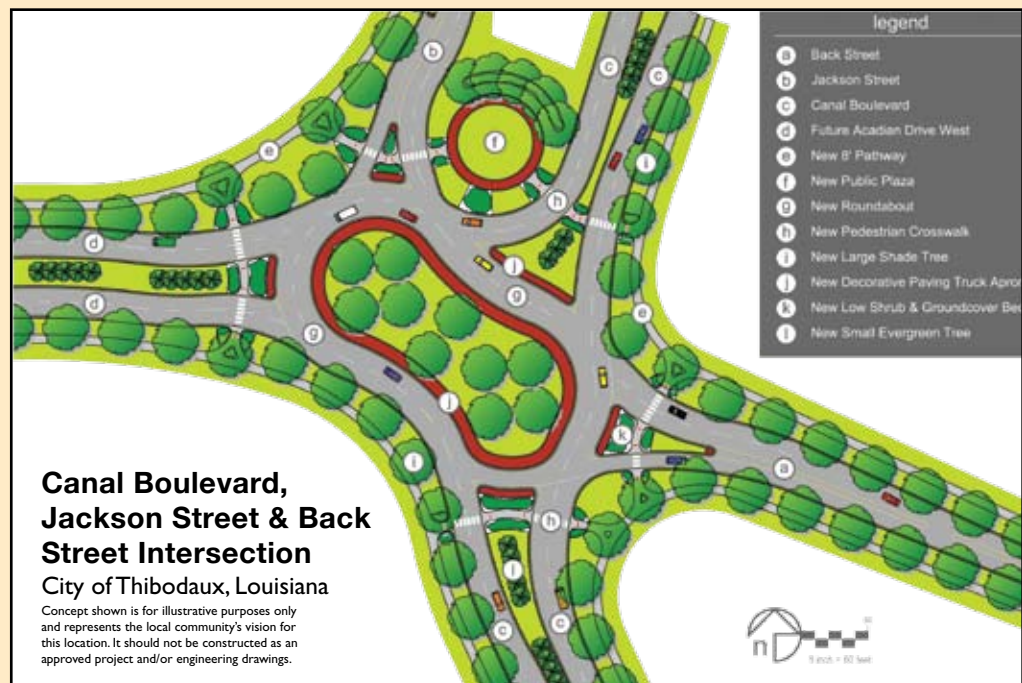 legend
a Back Street
b Jackson Street
c Canal Boulevard
d Future Acadian Drive West
e New 8' Pathway
f New Public Plaza
g New Roundabout
h New Pedestrian Crosswalk
i New Large Shade Tree
j New Decorative Paving Truck Apron
k New Low Shrub & Groundcover Bed
l New Small Evergreen Tree
b
c
c
e
f
i
h
d
j
g
d
e
g
j
k
i
a
h
l
c
c
Canal Boulevard,
Jackson Street & Back
Street Intersection
City of Thibodaux, Louisiana
Concept shown is for illustrative purposes only
and represents the local community's vision for
this location. It should not be constructed as an
approved project and/or engineering drawings.
n
60
inch = 60 feet